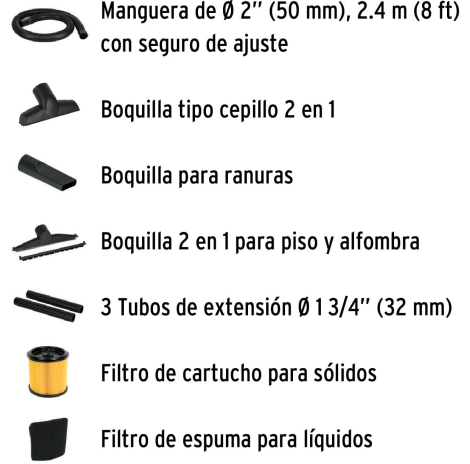 Manguera de Ø 2’’ (50 mm), 2.4 m (8 ft)
con seguro de ajuste
Boquilla tipo cepillo 2 en 1
Boquilla para ranuras
Boquilla 2 en 1 para piso y alfombra
3 Tubos de extensión Ø 1 3/4’’ (32 mm)
Filtro de cartucho para sólidos
Filtro de espuma para líquidos